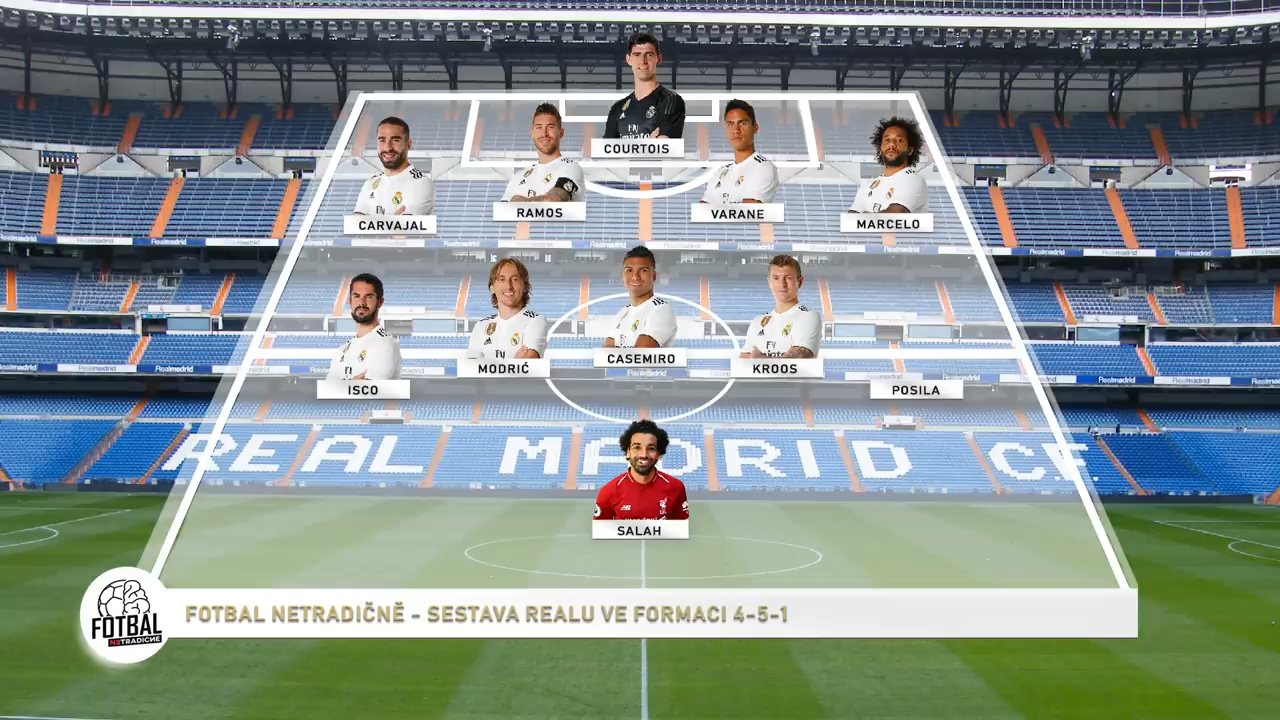 COURTOIS
CARVAJAL
RAMOS
VARANE
MARCELO
ISCO
MODRIĆ
CASEMIRO
KROOS
POSILA
REAL MADRID CF
SALAH
FOTBAL NETRADIČNĚ - SESTAVA REALU VE FORMACI 4-5-1
FOTBAL
NETRADIČNĚ